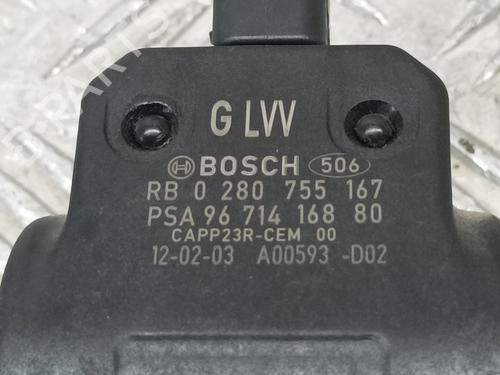 G LVV
BOSCH 506
RB 0 280 755 167
PSA 96 714 168 80
CAPP23R-CEM 00
12-02-03 A00593 -D02